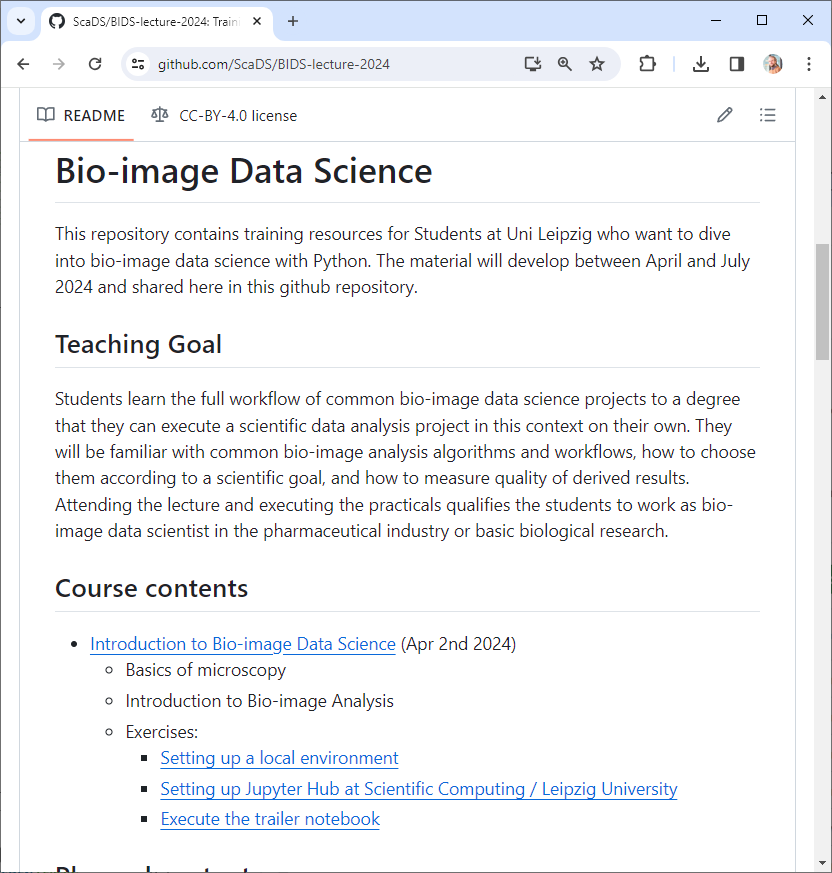 ScaDS/BIDS-lecture-2024: Traini
github.com/ScaDS/BIDS-lecture-2024
README
CC-BY-4.0 license
Bio-image Data Science
This repository contains training resources for Students at Uni Leipzig who want to dive
into bio-image data science with Python. The material will develop between April and July
2024 and shared here in this github repository.
Teaching Goal
Students learn the full workflow of common bio-image data science projects to a degree
that they can execute a scientific data analysis project in this context on their own. They
will be familiar with common bio-image analysis algorithms and workflows, how to choose
them according to a scientific goal, and how to measure quality of derived results.
Attending the lecture and executing the practicals qualifies the students to work as bio-
image data scientist in the pharmaceutical industry or basic biological research.
Course contents
Introduction to Bio-image Data Science (Apr 2nd 2024)
Basics of microscopy
Introduction to Bio-image Analysis
Exercises:
Setting up a local environment
Setting up Jupyter Hub at Scientific Computing / Leipzig University
Execute the trailer notebook